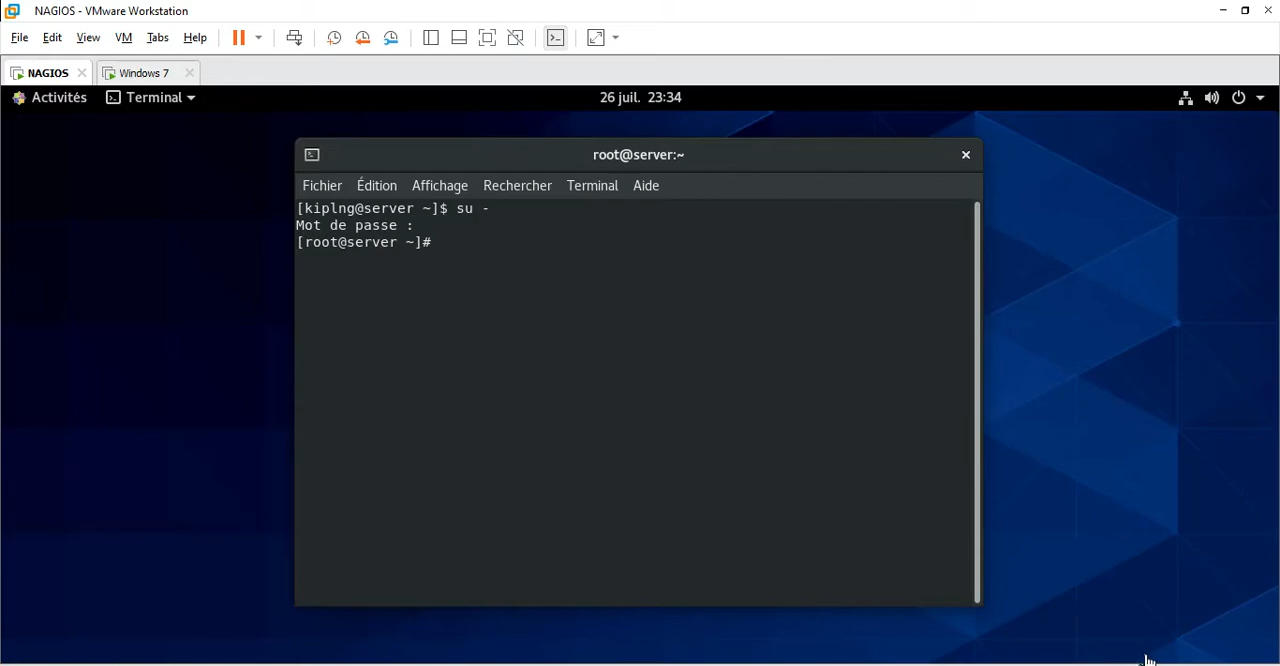 NAGIOS - VMware Workstation
File Edit View VM Tabs Help
NAGIOS Windows 7
Activités Terminal 26 juil. 23:34
root@server:~
Fichier Édition Affichage Rechercher Terminal Aide
[kiplng@server ~]$ su -
Mot de passe :
[root@server ~]#